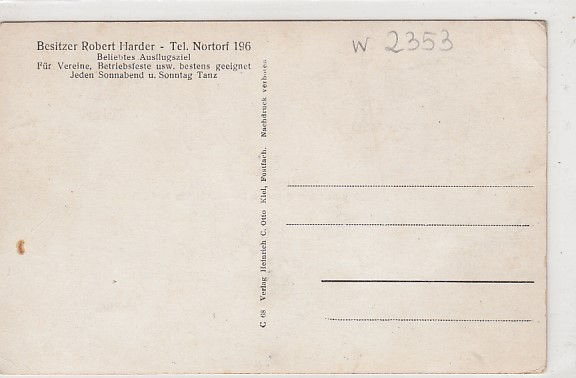 Besitzer Robert Harder - Tel. Nortorf 196
Beliebtes Ausflugsziel
Für Vereine, Betriebsfeste usw. bestens geeignet
Jeden Sonnabend u. Sonntag Tanz
W 2353
C 68 Verlag Heinrich C. Otto Kiel, Postfach. Nachdruck verboten